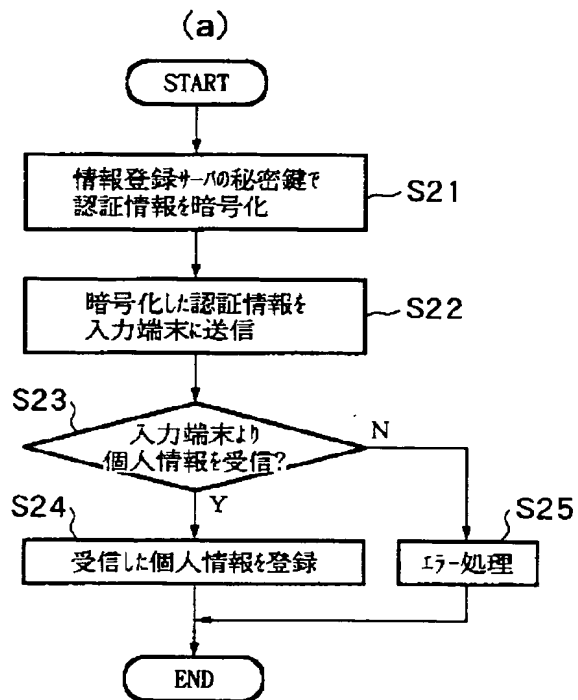 (a)
START
情報登録サーバの秘密鍵で
認証情報を暗号化
S21
暗号化した認証情報を
入力端末に送信
S22
S23
入力端末より
個人情報を受信?
N
Y
S24
受信した個人情報を登録
S25
エラー処理
END